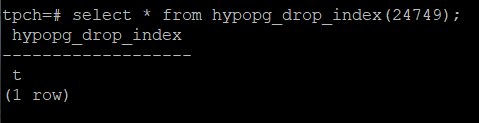 tpch=# select * from hypopg_drop_index(24749);
 hypopg_drop_index
-------------------
 t
(1 row)